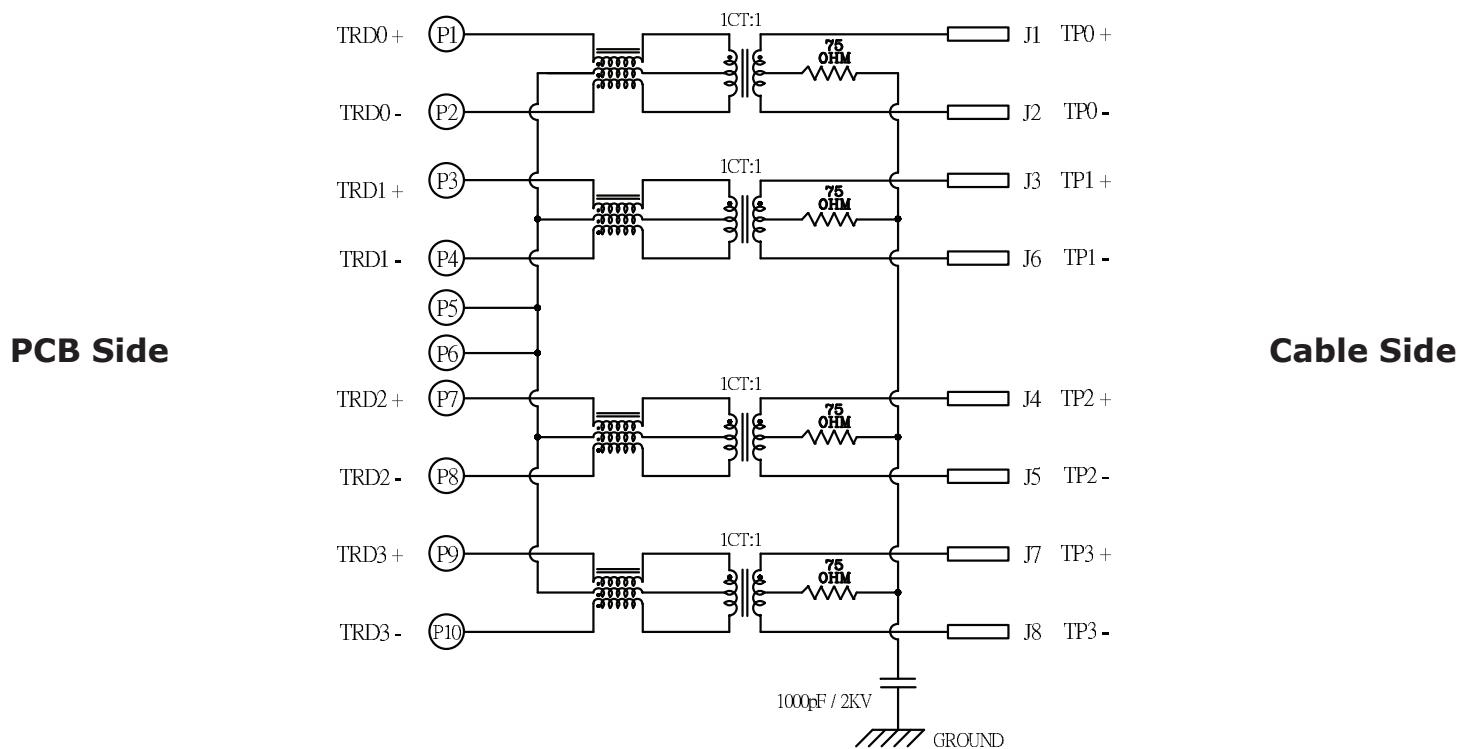 1CT:1
TRD0 + P1 75 OHM J1 TP0 +
TRD0 - P2 J2 TP0 -
1CT:1
TRD1 + P3 75 OHM J3 TP1 +
TRD1 - P4 J6 TP1 -
P5
PCB Side P6 Cable Side
1CT:1
TRD2 + P7 75 OHM J4 TP2 +
TRD2 - P8 J5 TP2 -
1CT:1
TRD3 + P9 75 OHM J7 TP3 +
TRD3 - P10 J8 TP3 -
1000pF / 2KV
GROUND